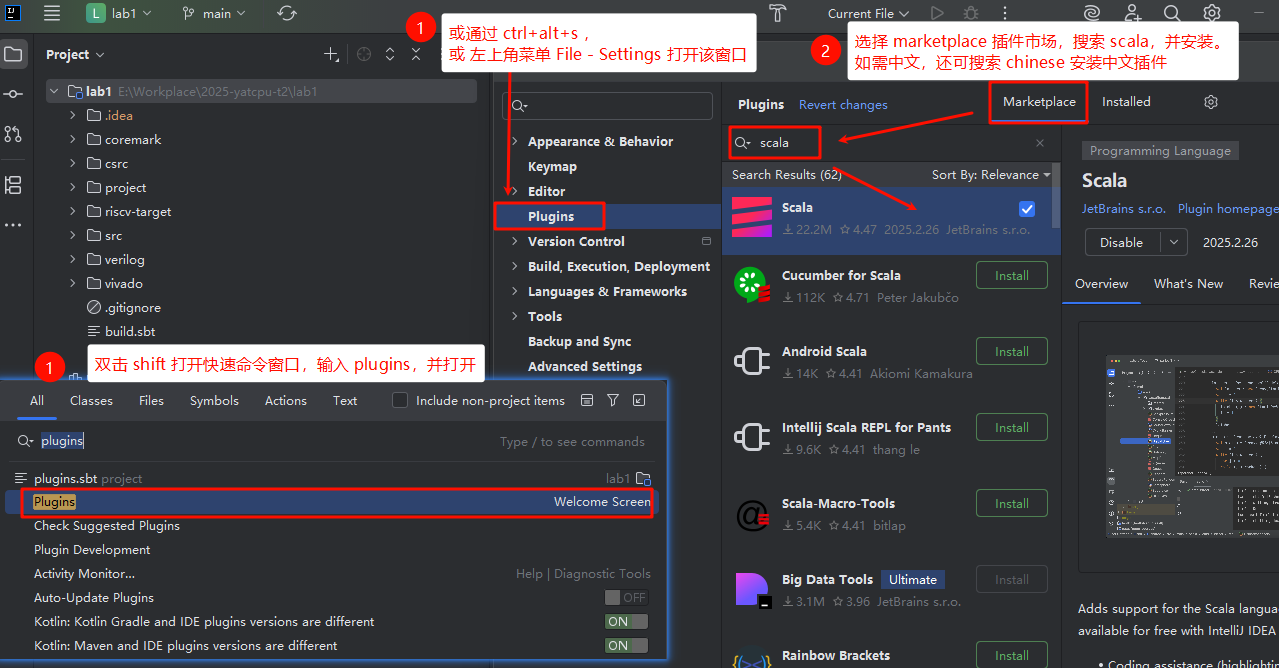 lab1
main
Current File
1
或通过 ctrl+alt+s ，
或 左上角菜单 File - Settings 打开该窗口
2
选择 marketplace 插件市场，搜索 scala，并安装。
如需中文，还可搜索 chinese 安装中文插件
Project
lab1 E:\Workplace\2025-yatcpu-t2\lab1
.idea
coremark
csrc
project
riscv-target
src
verilog
vivado
.gitignore
build.sbt
Appearance & Behavior
Keymap
Editor
Plugins
Version Control
Build, Execution, Deployment
Languages & Frameworks
Tools
Backup and Sync
Advanced Settings
Plugins Revert changes
Marketplace Installed
scala
Search Results (62) Sort By: Relevance
Scala
22.2M 4.47 2025.2.26 JetBrains s.r.o.
Cucumber for Scala Install
112K 4.71 Peter Jakubčo
Android Scala Install
14K 4.41 Akiomi Kamakura
Intellij Scala REPL for Pants Install
9.6K 4.41 thang le
Scala-Macro-Tools Install
5.4K 4.41 bitlap
Big Data Tools Ultimate Install
3.1M 3.96 JetBrains s.r.o.
Rainbow Brackets Install
Programming Language
Scala
JetBrains s.r.o. Plugin homepage
Disable 2025.2.26
Overview What's New Revie
Adds support for the Scala langua
available for free with IntelliJ IDEA
• Coding assistance (highlightin
1
双击 shift 打开快速命令窗口，输入 plugins，并打开
All Classes Files Symbols Actions Text Include non-project items
plugins Type / to see commands
plugins.sbt project lab1
Plugins Welcome Screen
Check Suggested Plugins
Plugin Development
Activity Monitor... Help | Diagnostic Tools
Auto-Update Plugins OFF
Kotlin: Kotlin Gradle and IDE plugins versions are different ON
Kotlin: Maven and IDE plugins versions are different ON